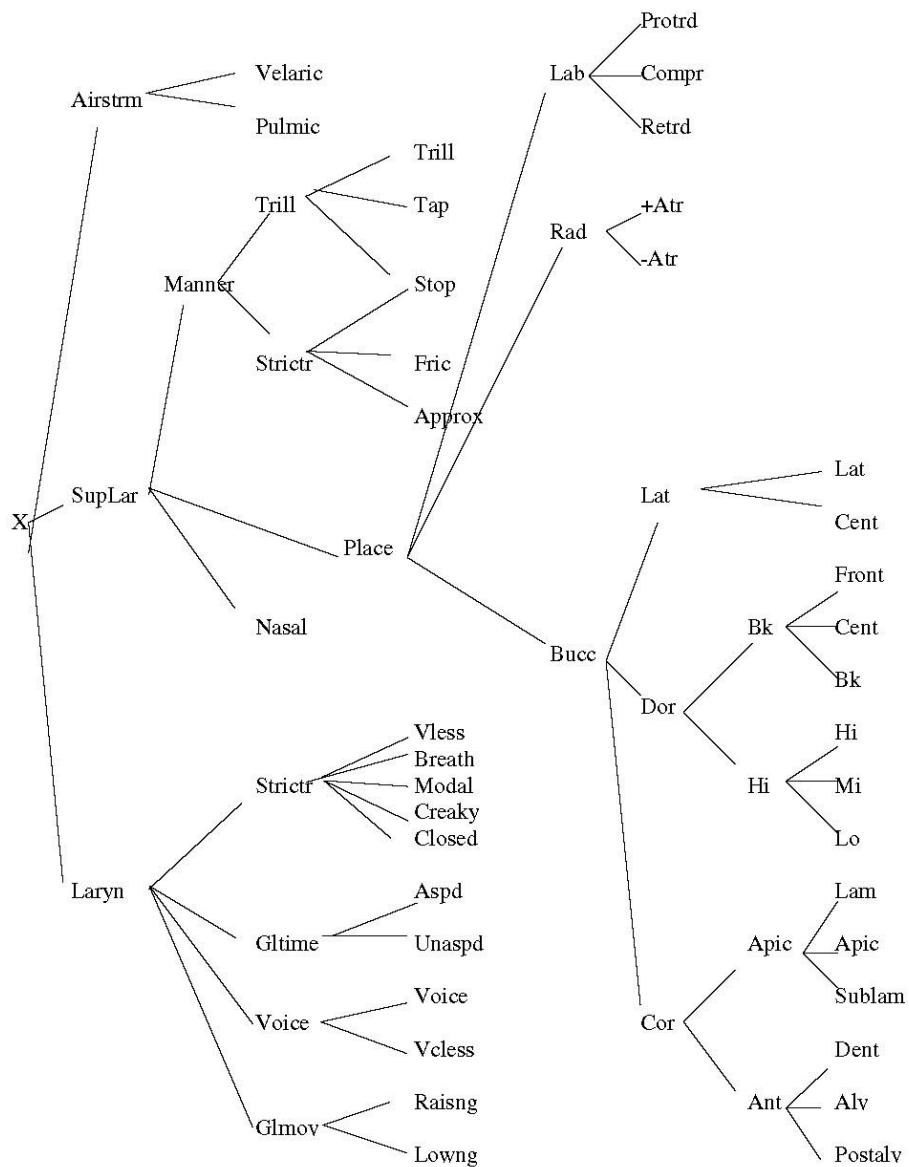 Protrd
Velaric Lab Compr
Airstrm
Pulmic Retrd
Trill
Trill Tap +Atr
Rad
-Atr
Manner Stop
Strictr Fric
Approx
Lat
SupLar Lat
X Cent
Place
Front
Nasal Bk Cent
Bucc
Bk
Dor
Vless Hi
Breath
Strictr Modal Hi Mi
Creaky
Closed Lo
Laryn Aspd Lam
Gltime Unaspd Apic Apic
Voice Sublam
Voice Cor
Vcless Dent
Raisng Ant Alv
Glmov
Lowng Postalv